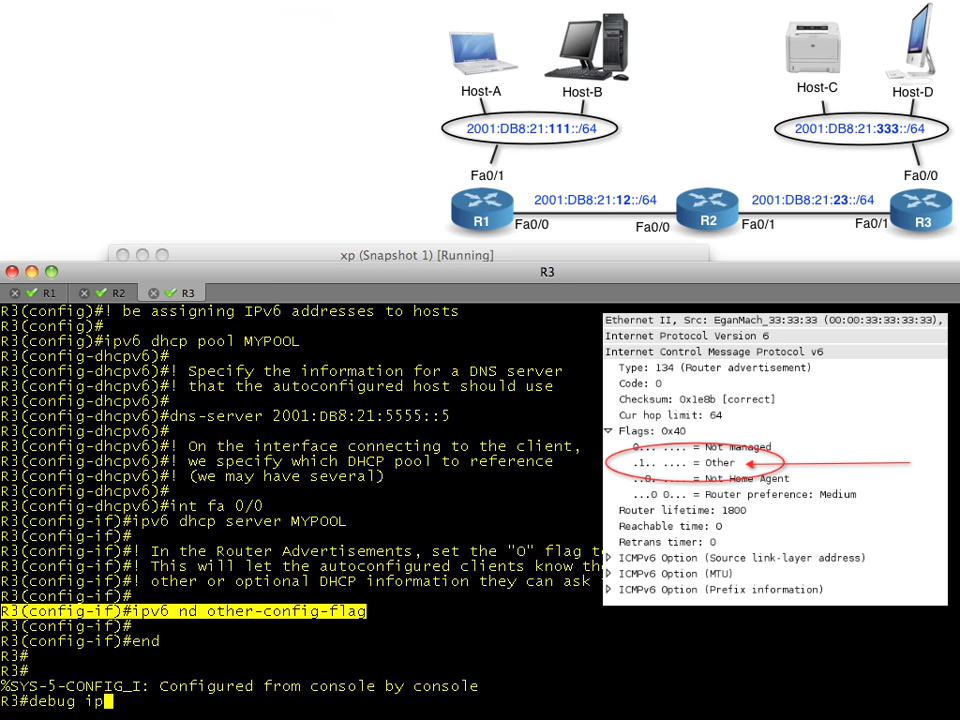 Host-A
Host-B
Host-C
Host-D
2001:DB8:21:111::/64
2001:DB8:21:333::/64
Fa0/1
Fa0/0
R1
2001:DB8:21:12::/64
R2
2001:DB8:21:23::/64
R3
Fa0/0
Fa0/0
Fa0/1
Fa0/1
xp (Snapshot 1) [Running]
R3
R1
R2
R3
R3(config)#! be assigning IPv6 addresses to hosts
R3(config)#
R3(config)#ipv6 dhcp pool MYPOOL
R3(config-dhcpv6)#
R3(config-dhcpv6)#! Specify the information for a DNS server
R3(config-dhcpv6)#! that the autoconfigured host should use
R3(config-dhcpv6)#
R3(config-dhcpv6)#dns-server 2001:DB8:21:5555::5
R3(config-dhcpv6)#
R3(config-dhcpv6)#! On the interface connecting to the client,
R3(config-dhcpv6)#! we specify which DHCP pool to reference
R3(config-dhcpv6)#! (we may have several)
R3(config-dhcpv6)#
R3(config-dhcpv6)#int fa 0/0
R3(config-if)#ipv6 dhcp server MYPOOL
R3(config-if)#
R3(config-if)#! In the Router Advertisements, set the "O" flag t
R3(config-if)#! This will let the autoconfigured clients know th
R3(config-if)#! other or optional DHCP information they can ask
R3(config-if)#
R3(config-if)#ipv6 nd other-config-flag
R3(config-if)#
R3(config-if)#end
R3#
R3#
%SYS-5-CONFIG_I: Configured from console by console
R3#debug ip
Ethernet II, Src: EganMach_33:33:33 (00:00:33:33:33:33),
Internet Protocol Version 6
Internet Control Message Protocol v6
Type: 134 (Router advertisement)
Code: 0
Checksum: 0x1e8b [correct]
Cur hop limit: 64
Flags: 0x40
0... .... = Not managed
.1.. .... = Other
..0. .... = Not Home Agent
...0 0... = Router preference: Medium
Router lifetime: 1800
Reachable time: 0
Retrans timer: 0
ICMPv6 Option (Source link-layer address)
ICMPv6 Option (MTU)
ICMPv6 Option (Prefix information)